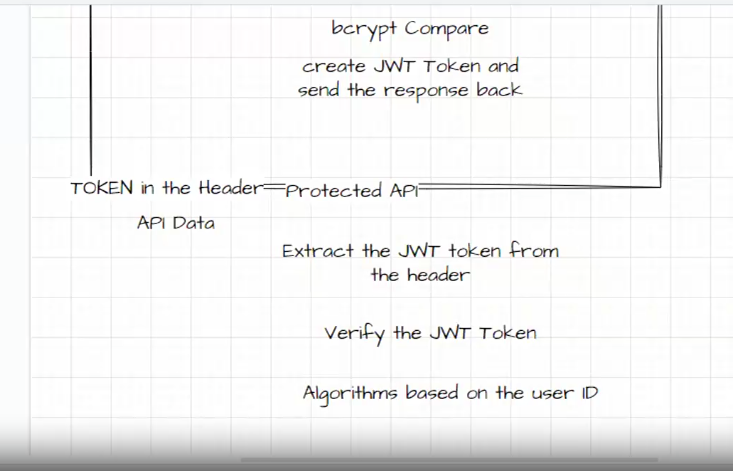 bcrypt Compare
create JWT Token and
send the response back
TOKEN in the Header
Protected API
API Data
Extract the JWT token from
the header
Verify the JWT Token
Algorithms based on the user ID